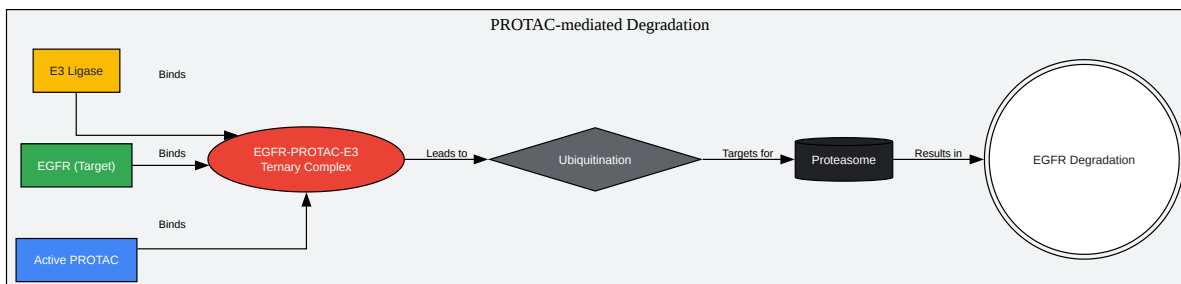 PROTAC-mediated Degradation
E3 Ligase
Binds
EGFR (Target)
Binds
Active PROTAC
Binds
EGFR-PROTAC-E3
Ternary Complex
Leads to
Ubiquitination
Targets for
Proteasome
Results in
EGFR Degradation